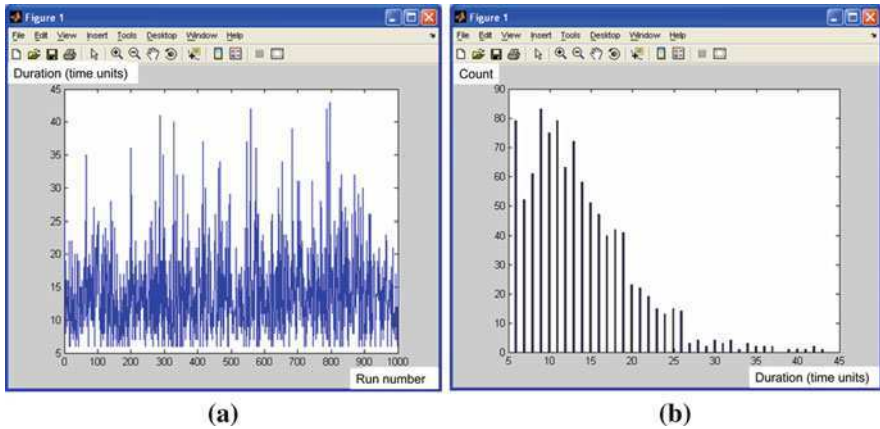 Figure 1
File Edit View Insert Tools Desktop Window Help
Duration (time units)
45
40
35
30
25
20
15
10
5
0 100 200 300 400 500 600 700 800 900 1000
Run number
(a)
Figure 1
File Edit View Insert Tools Desktop Window Help
Count
90
80
70
60
50
40
30
20
10
0
5 10 15 20 25 30 35 40 45
Duration (time units)
(b)